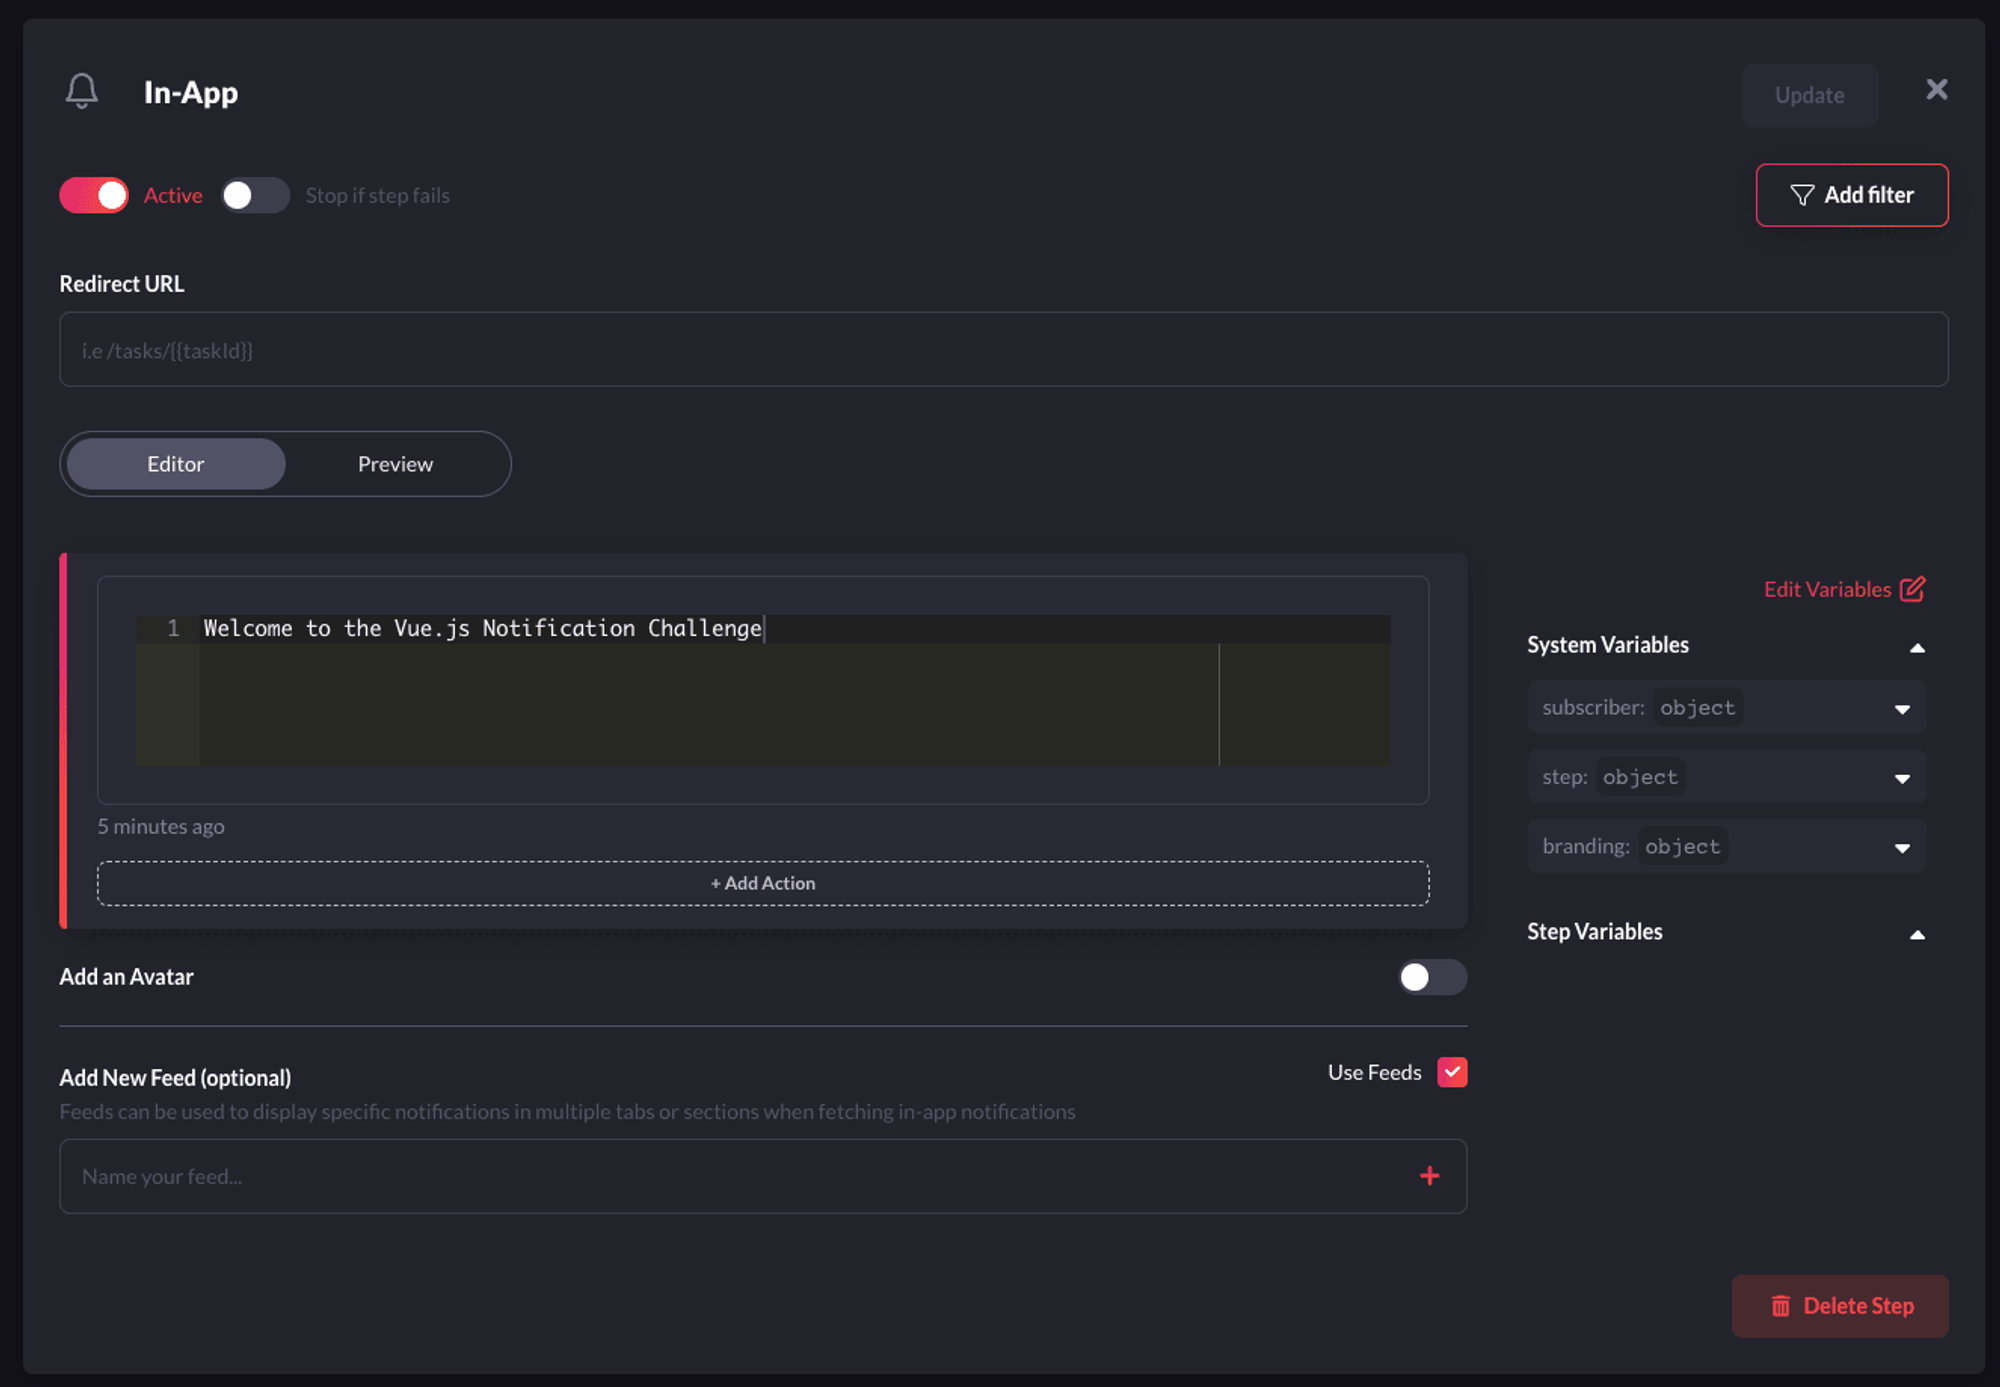 In-App
Update
Active
Stop if step fails
Add filter
Redirect URL
i.e /tasks/{{taskId}}
Editor
Preview
1 Welcome to the Vue.js Notification Challenge
5 minutes ago
+ Add Action
Edit Variables
System Variables
subscriber: object
step: object
branding: object
Step Variables
Add an Avatar
Add New Feed (optional)
Use Feeds
Feeds can be used to display specific notifications in multiple tabs or sections when fetching in-app notifications
Name your feed...
Delete Step